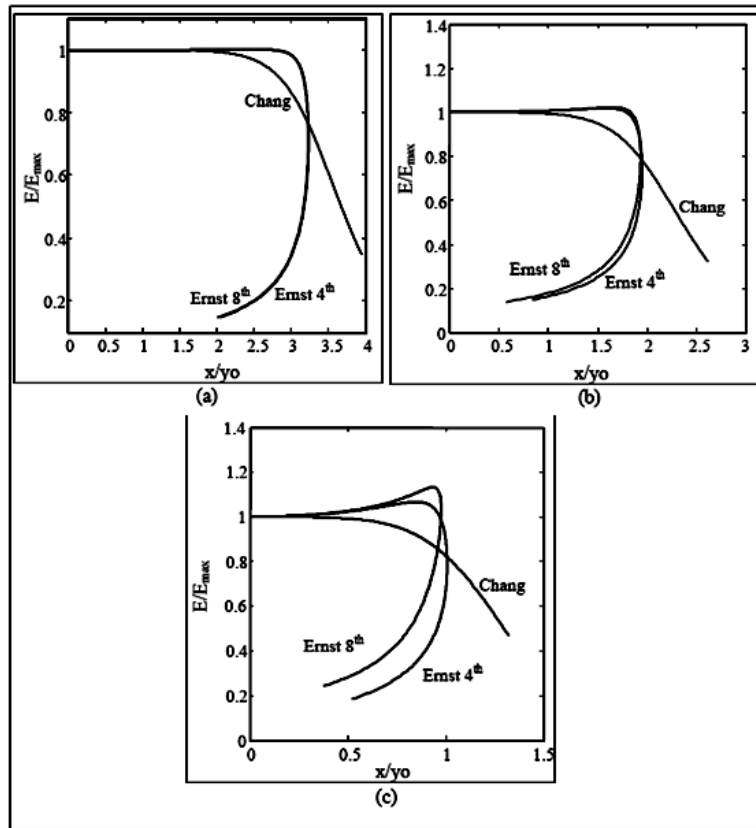 1
0.8
0.6
0.4
0.2
E/Emax
Chang
Ernst 8th
Ernst 4th
0 0.5 1 1.5 2 2.5 3 3.5 4
x/yo
(a)
1.4
1.2
1
0.8
0.6
0.4
0.2
0
E/Emax
Chang
Ernst 8th
Ernst 4th
0 0.5 1 1.5 2 2.5 3
x/yo
(b)
1.4
1.2
1
0.8
0.6
0.4
0.2
0
E/Emax
Chang
Ernst 8th
Ernst 4th
0 0.5 1 1.5
x/yo
(c)